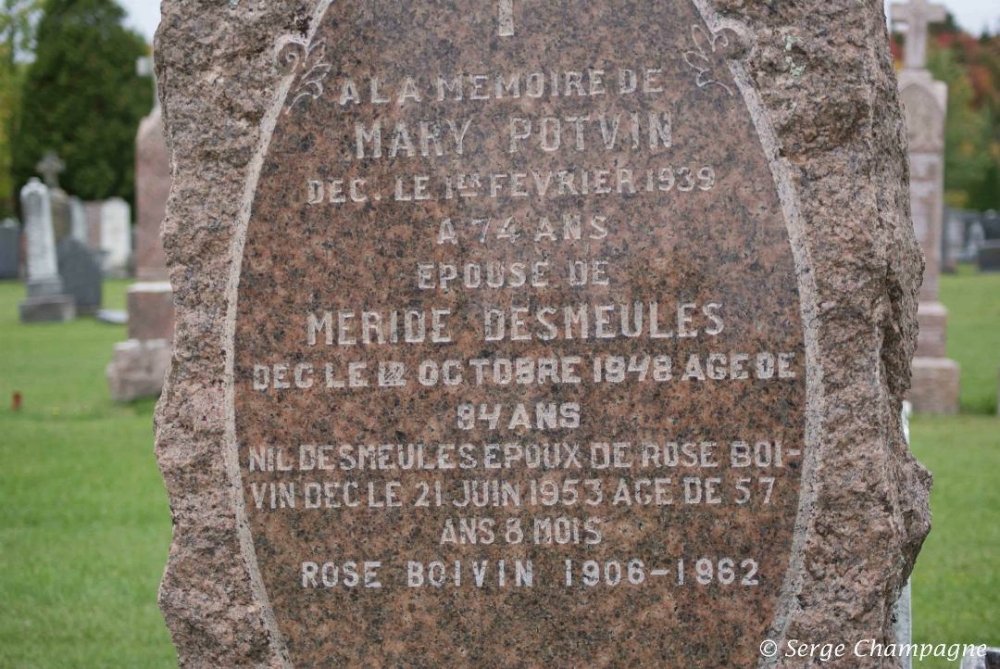 A LA MEMOIRE DE
MARY POTVIN
DEC. LE 1ER FEVRIER 1939
A 74 ANS
EPOUSE DE
MERIDE DESMEULES
DEC LE 12 OCTOBRE 1948 AGE DE
94 ANS
NIL DESMEULES EPOUX DE ROSE BOI-
VIN DEC LE 21 JUIN 1953 AGE DE 57
ANS 8 MOIS
ROSE BOIVIN 1906-1962
© Serge Champagne